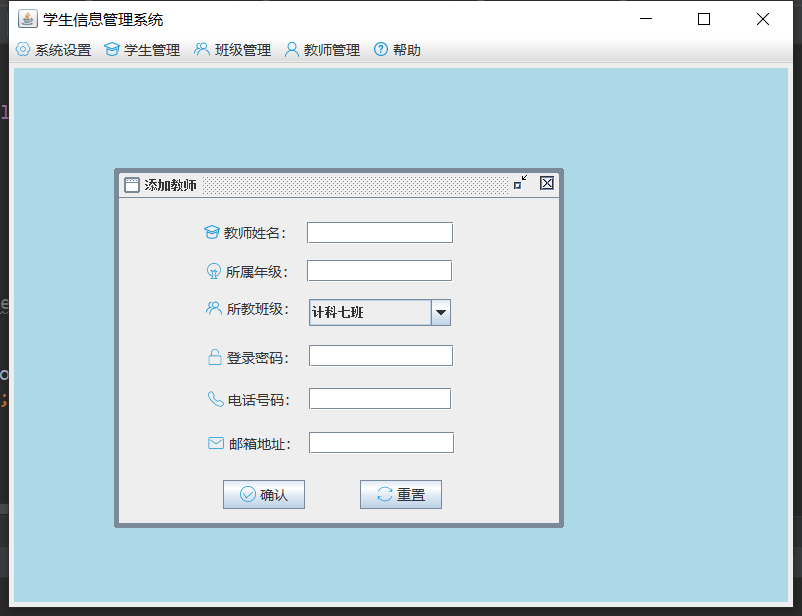 学生信息管理系统
系统设置 学生管理 班级管理 教师管理 帮助
添加教师
教师姓名：
所属年级：
所教班级： 计科七班
登录密码：
电话号码：
邮箱地址：
确认 重置